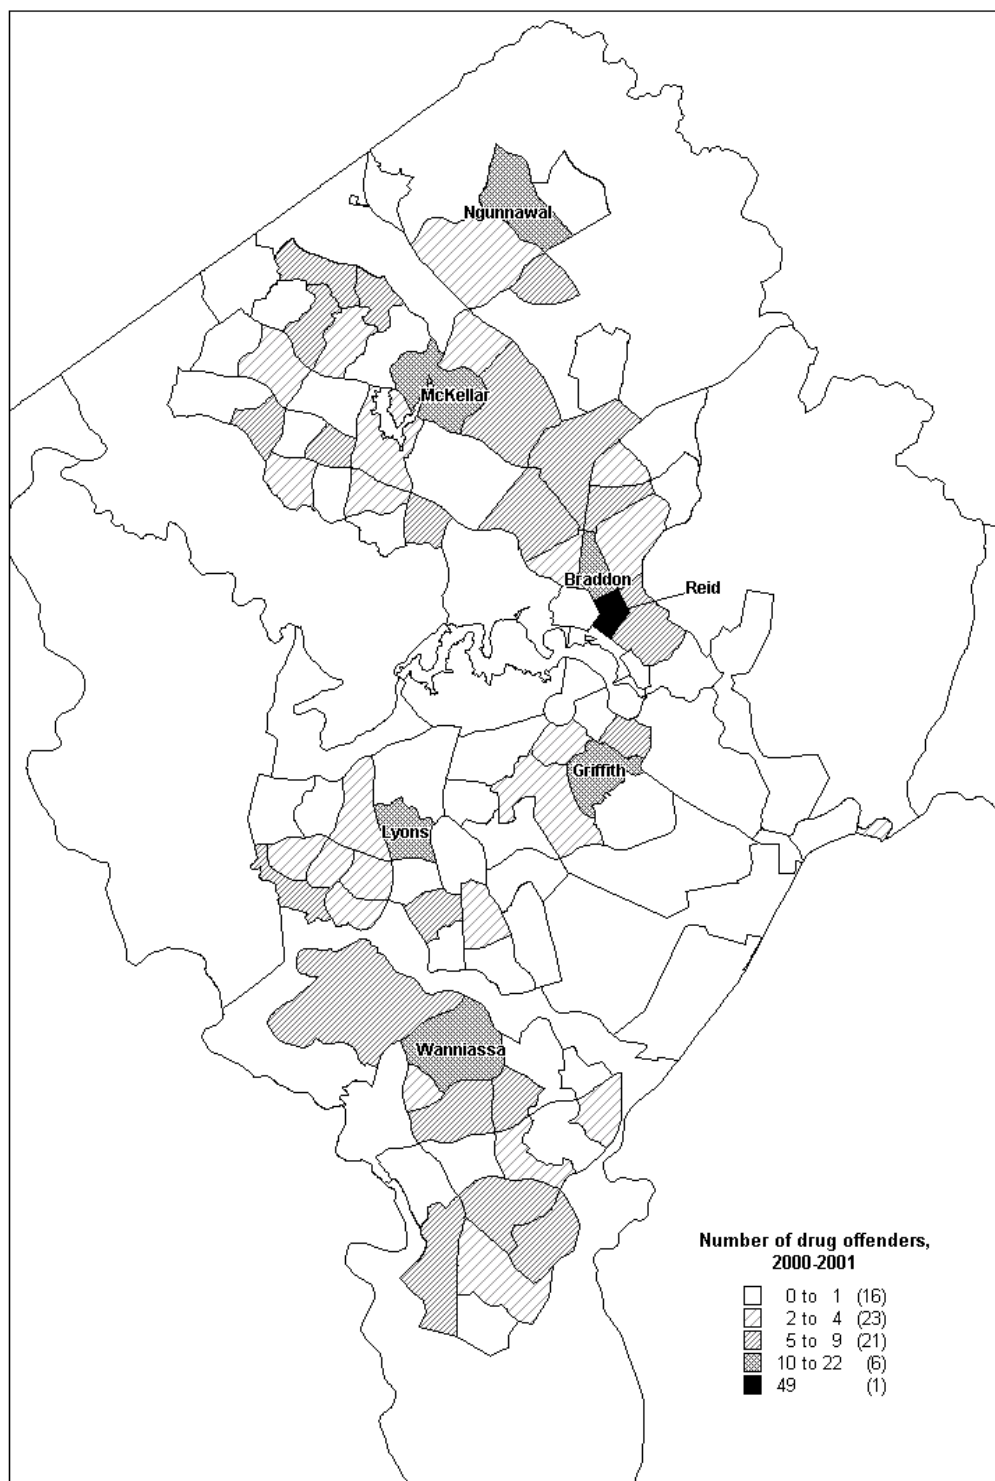 Ngunnawal
McKellar
Braddon
Reid
Griffith
Lyons
Wanniassa
Number of drug offenders,
2000-2001
0 to 1 (16)
2 to 4 (23)
5 to 9 (21)
10 to 22 (6)
49 (1)